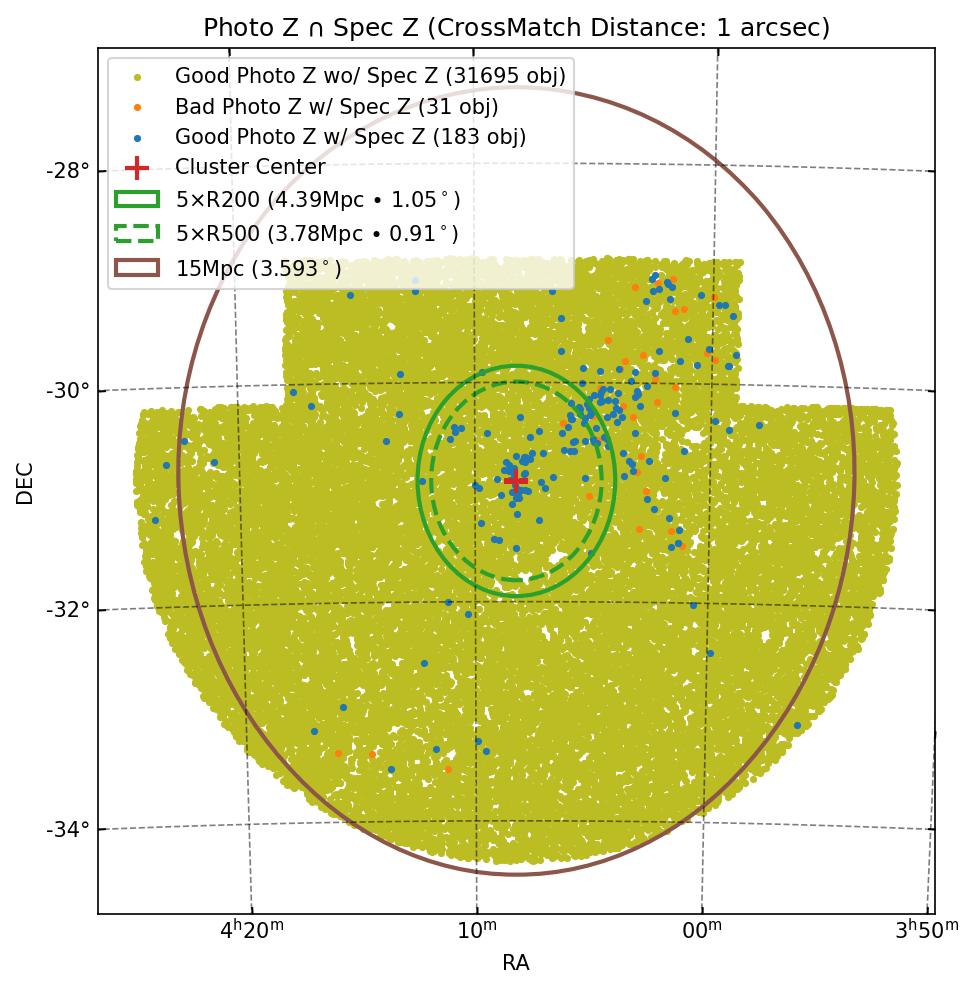 Photo Z ∩ Spec Z (CrossMatch Distance: 1 arcsec)
Good Photo Z wo/ Spec Z (31695 obj)
Bad Photo Z w/ Spec Z (31 obj)
Good Photo Z w/ Spec Z (183 obj)
Cluster Center
5×R200 (4.39Mpc • 1.05°)
5×R500 (3.78Mpc • 0.91°)
15Mpc (3.593°)
-28°
-30°
-32°
-34°
DEC
4ʰ20ᵐ 10ᵐ 00ᵐ 3ʰ50ᵐ
RA